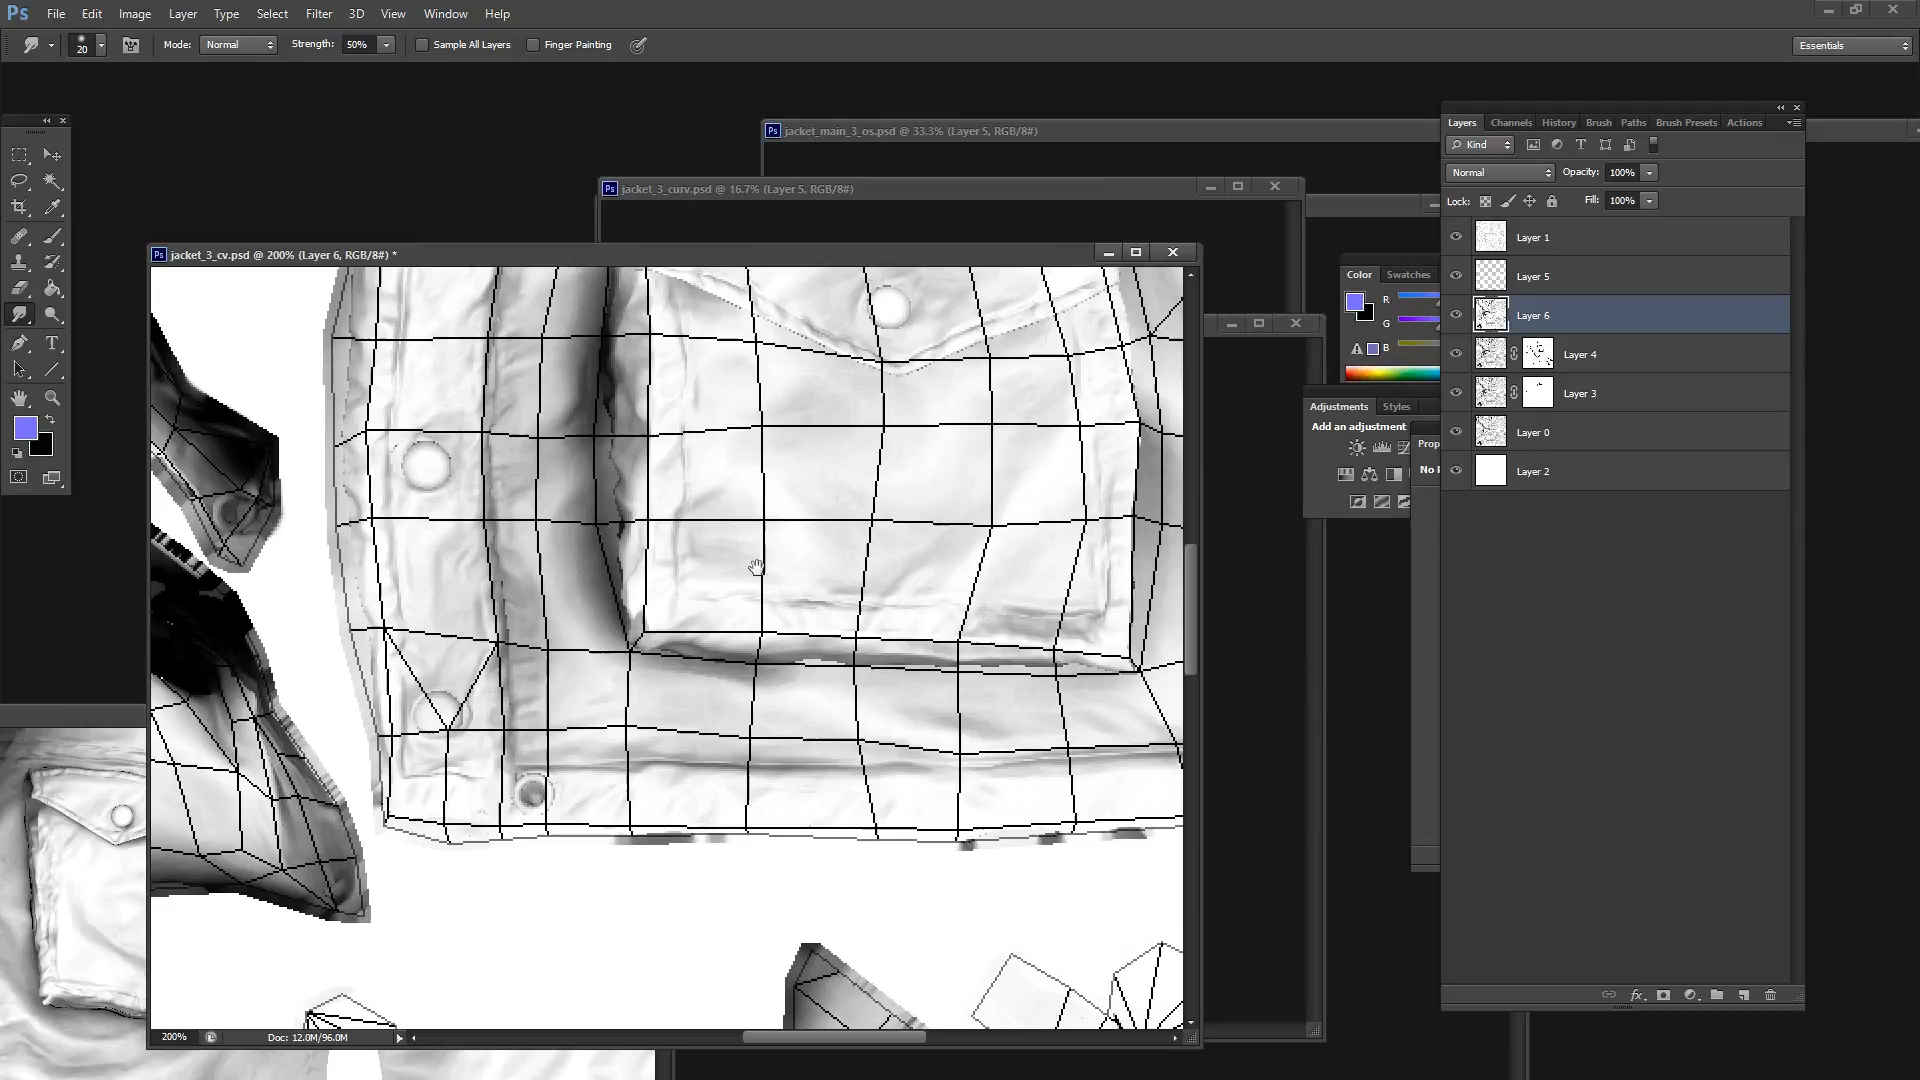 Ps File Edit Image Layer Type Select Filter 3D View Window Help
20 Mode: Normal Strength: 50% Sample All Layers Finger Painting Essentials
Ps jacket_main_3_os.psd @ 33.3% (Layer 5, RGB/8#)
Layers Channels History Brush Paths Brush Presets Actions
Kind
Normal Opacity: 100%
Lock: Fill: 100%
Ps jacket_3_curv.psd @ 16.7% (Layer 5, RGB/8#)
Ps jacket_3_cv.psd @ 200% (Layer 6, RGB/8#) *
Layer 1
Layer 5
Layer 6
Layer 4
Layer 3
Layer 0
Layer 2
Color Swatches
R
G
B
Adjustments Styles
Add an adjustment
Prop
No
200% Doc: 12.0M/96.0M